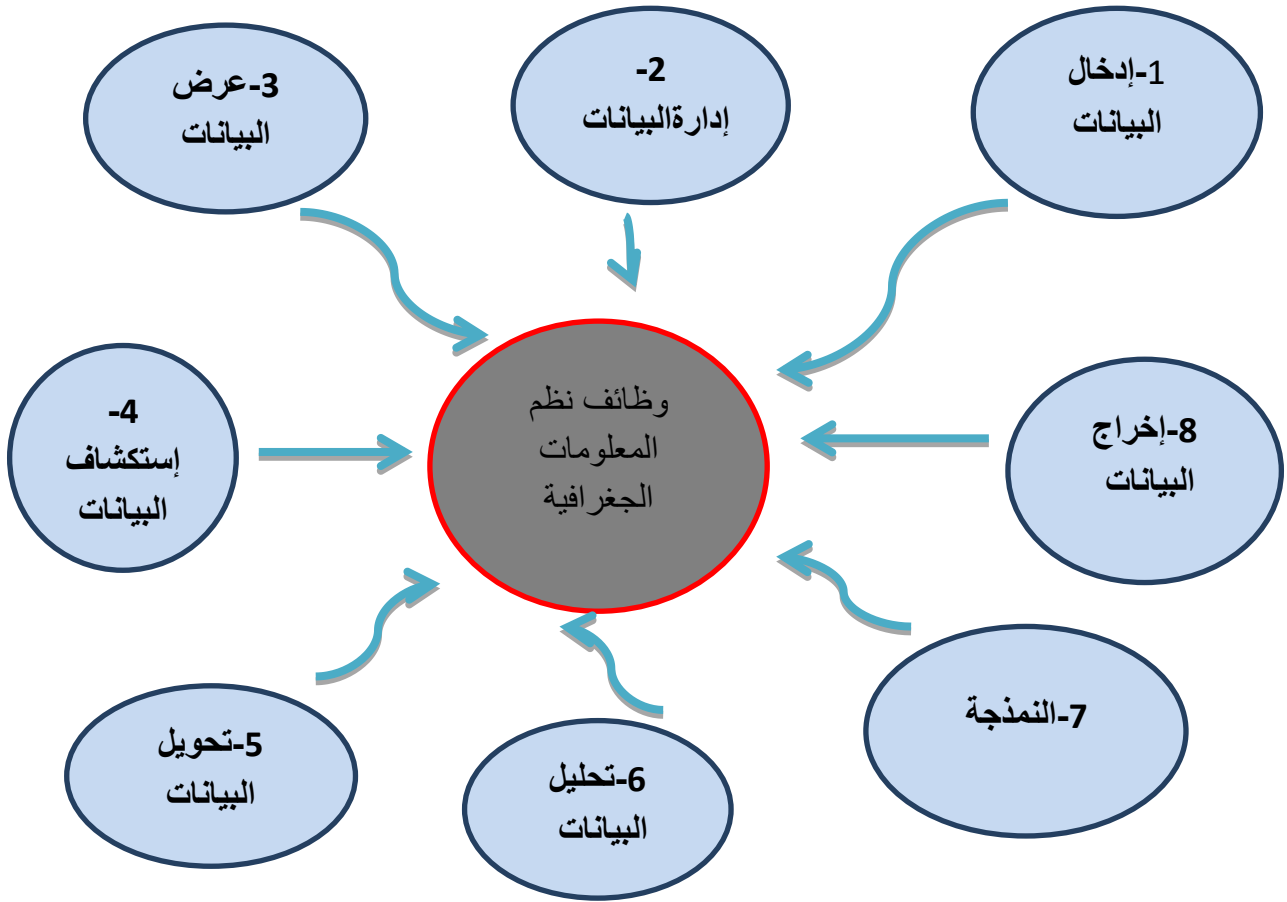 1-إدخال
البيانات
2-
إدارةالبيانات
3-عرض
البيانات
4-
إستكشاف
البيانات
وظائف نظم
المعلومات
الجغرافية
8-إخراج
البيانات
7-النمذجة
6-تحليل
البيانات
5-تحويل
البيانات